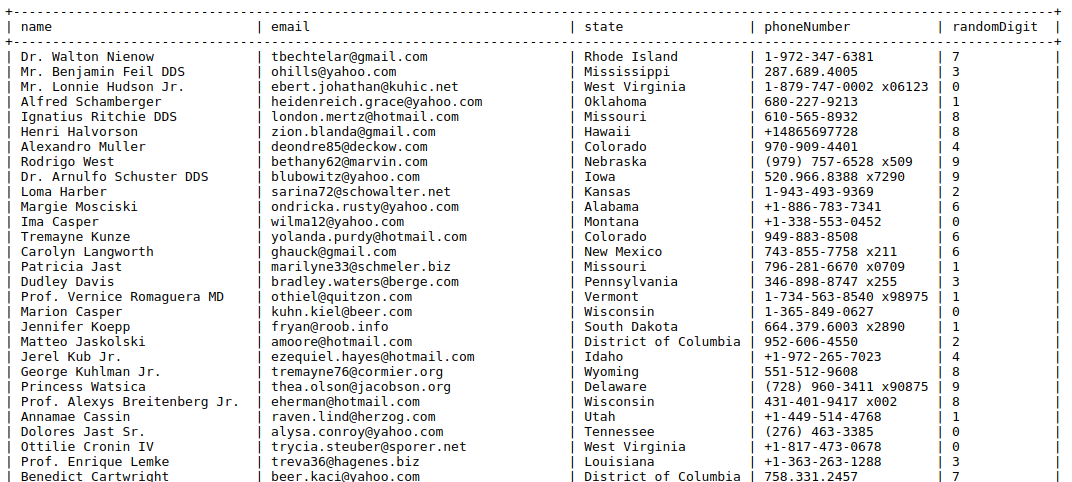 +-------------------------------------------------------------------------------------------------------------------------------------+
| name                          | email                                 | state                | phoneNumber          | randomDigit  |
+-------------------------------------------------------------------------------------------------------------------------------------+
| Dr. Walton Nienow             | tbechtelar@gmail.com                  | Rhode Island         | 1-972-347-6381       | 7            |
| Mr. Benjamin Feil DDS         | ohills@yahoo.com                      | Mississippi          | 287.689.4005         | 3            |
| Mr. Lonnie Hudson Jr.         | ebert.johathan@kuhic.net              | West Virginia        | 1-879-747-0002 x06123 | 0            |
| Alfred Schamberger            | heidenreich.grace@yahoo.com           | Oklahoma             | 680-227-9213         | 1            |
| Ignatius Ritchie DDS          | london.mertz@hotmail.com              | Missouri             | 610-565-8932         | 8            |
| Henri Halvorson               | zion.blanda@gmail.com                 | Hawaii               | +14865697728         | 8            |
| Alexandro Muller              | deondre85@deckow.com                  | Colorado             | 970-909-4401         | 4            |
| Rodrigo West                  | bethany62@marvin.com                  | Nebraska             | (979) 757-6528 x509  | 9            |
| Dr. Arnulfo Schuster DDS      | blubowitz@yahoo.com                   | Iowa                 | 520.966.8388 x7290   | 9            |
| Loma Harber                   | sarina72@schowalter.net               | Kansas               | 1-943-493-9369       | 2            |
| Margie Mosciski               | ondricka.rusty@yahoo.com              | Alabama              | +1-886-783-7341      | 6            |
| Ima Casper                    | wilma12@yahoo.com                     | Montana              | +1-338-553-0452      | 0            |
| Tremayne Kunze                | yolanda.purdy@hotmail.com             | Colorado             | 949-883-8508         | 6            |
| Carolyn Langworth             | ghauck@gmail.com                      | New Mexico           | 743-855-7758 x211    | 6            |
| Patricia Jast                 | marilyne33@schmeler.biz               | Missouri             | 796-281-6670 x0709   | 1            |
| Dudley Davis                  | bradley.waters@berge.com              | Pennsylvania         | 346-898-8747 x255    | 3            |
| Prof. Vernice Romaguera MD    | othiel@quitzon.com                    | Vermont              | 1-734-563-8540 x98975 | 1            |
| Marion Casper                 | kuhn.kiel@beer.com                    | Wisconsin            | 1-365-849-0627       | 0            |
| Jennifer Koepp                | fryan@roob.info                       | South Dakota         | 664.379.6003 x2890   | 1            |
| Matteo Jaskolski              | amoore@hotmail.com                    | District of Columbia | 952-606-4550         | 2            |
| Jerel Kub Jr.                 | ezequiel.hayes@hotmail.com            | Idaho                | +1-972-265-7023      | 4            |
| George Kuhlman Jr.            | tremayne76@cormier.org                | Wyoming              | 551-512-9608         | 8            |
| Princess Watsica              | thea.olson@jacobson.org               | Delaware             | (728) 960-3411 x90875 | 9            |
| Prof. Alexys Breitenberg Jr.  | eherman@hotmail.com                   | Wisconsin            | 431-401-9417 x002    | 8            |
| Annamae Cassin                | raven.lind@herzog.com                 | Utah                 | +1-449-514-4768      | 1            |
| Dolores Jast Sr.              | alysa.conroy@yahoo.com                | Tennessee            | (276) 463-3385       | 0            |
| Ottilie Cronin IV             | trycia.steuber@sporer.net             | West Virginia        | +1-817-473-0678      | 0            |
| Prof. Enrique Lemke           | treva36@hagenes.biz                   | Louisiana            | +1-363-263-1288      | 3            |
| Benedict Cartwright           | beer.kaci@yahoo.com                   | District of Columbia | 758.331.2457         | 7            |